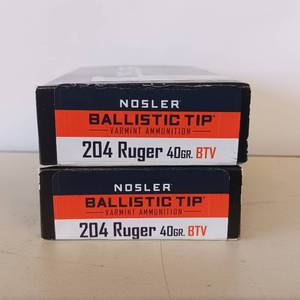 NOSLER
BALLISTIC TIP®
VARMINT AMMUNITION
204 Ruger 40GR. BTV
NOSLER
BALLISTIC TIP®
VARMINT AMMUNITION
204 Ruger 40GR. BTV